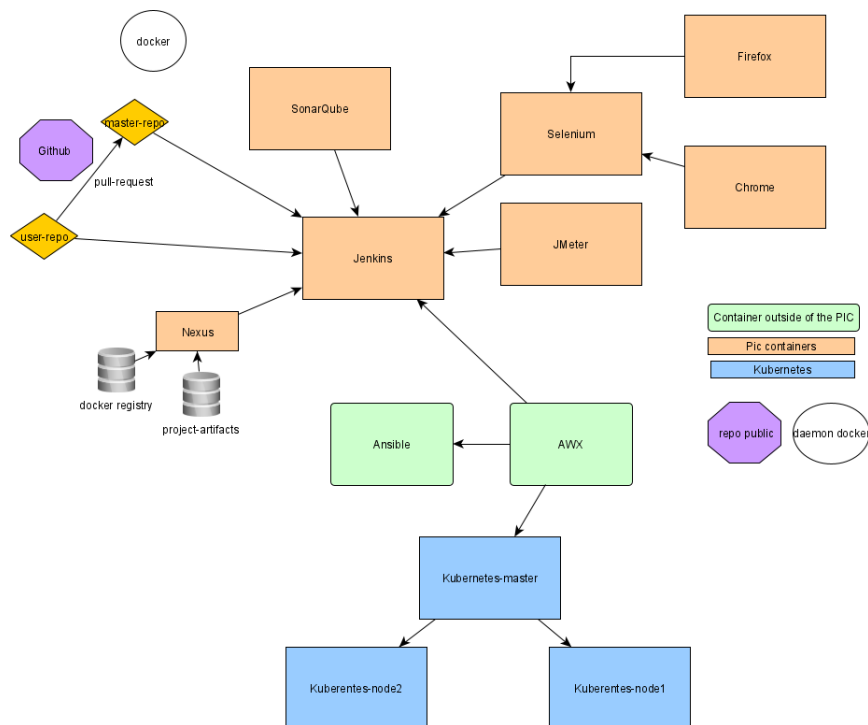 docker
Firefox
SonarQube
master-repo
Selenium
Github
pull-request
Chrome
user-repo
Jenkins
JMeter
Container outside of the PIC
Nexus
Pic containers
Kubernetes
docker registry
project-artifacts
Ansible
AWX
repo public
daemon docker
Kubernetes-master
Kuberentes-node2
Kuberentes-node1